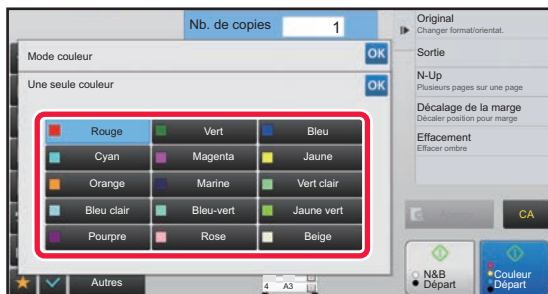 Nb. de copies 1
Mode couleur OK
Une seule couleur OK
Rouge Vert Bleu
Cyan Magenta Jaune
Orange Marine Vert clair
Bleu clair Bleu-vert Jaune vert
Pourpre Rose Beige
Autres
4 A3
Original
Changer format/orientat.
Sortie
N-Up
Plusieurs pages sur une page
Décalage de la marge
Décaler position pour marge
Effacement
Effacer ombre
CA
N&B
Départ
Couleur
Départ